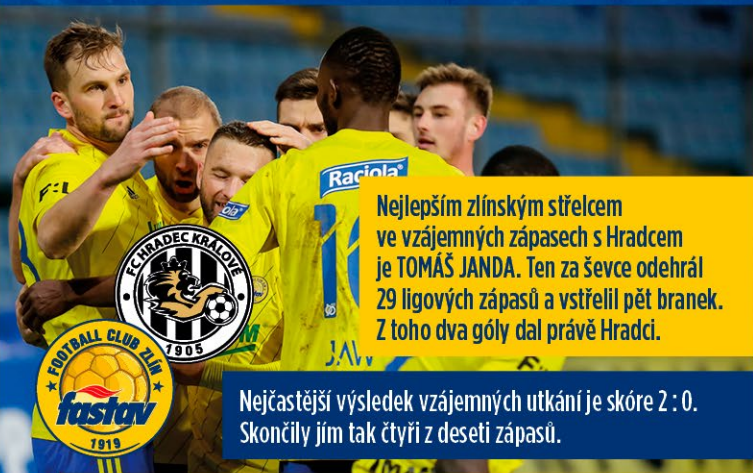 Raciola®
Raciola
FC HRADEC KRÁLOVÉ
1905
FOOTBALL CLUB ZLÍN
fastav
1919
Nejlepším zlínským střelcem
ve vzájemných zápasech s Hradcem
je TOMÁŠ JANDA. Ten za ševce odehrál
29 ligových zápasů a vstřelil pět branek.
Z toho dva góly dal právě Hradci.
Nejčastější výsledek vzájemných utkání je skóre 2 : 0.
Skončily jím tak čtyři z deseti zápasů.